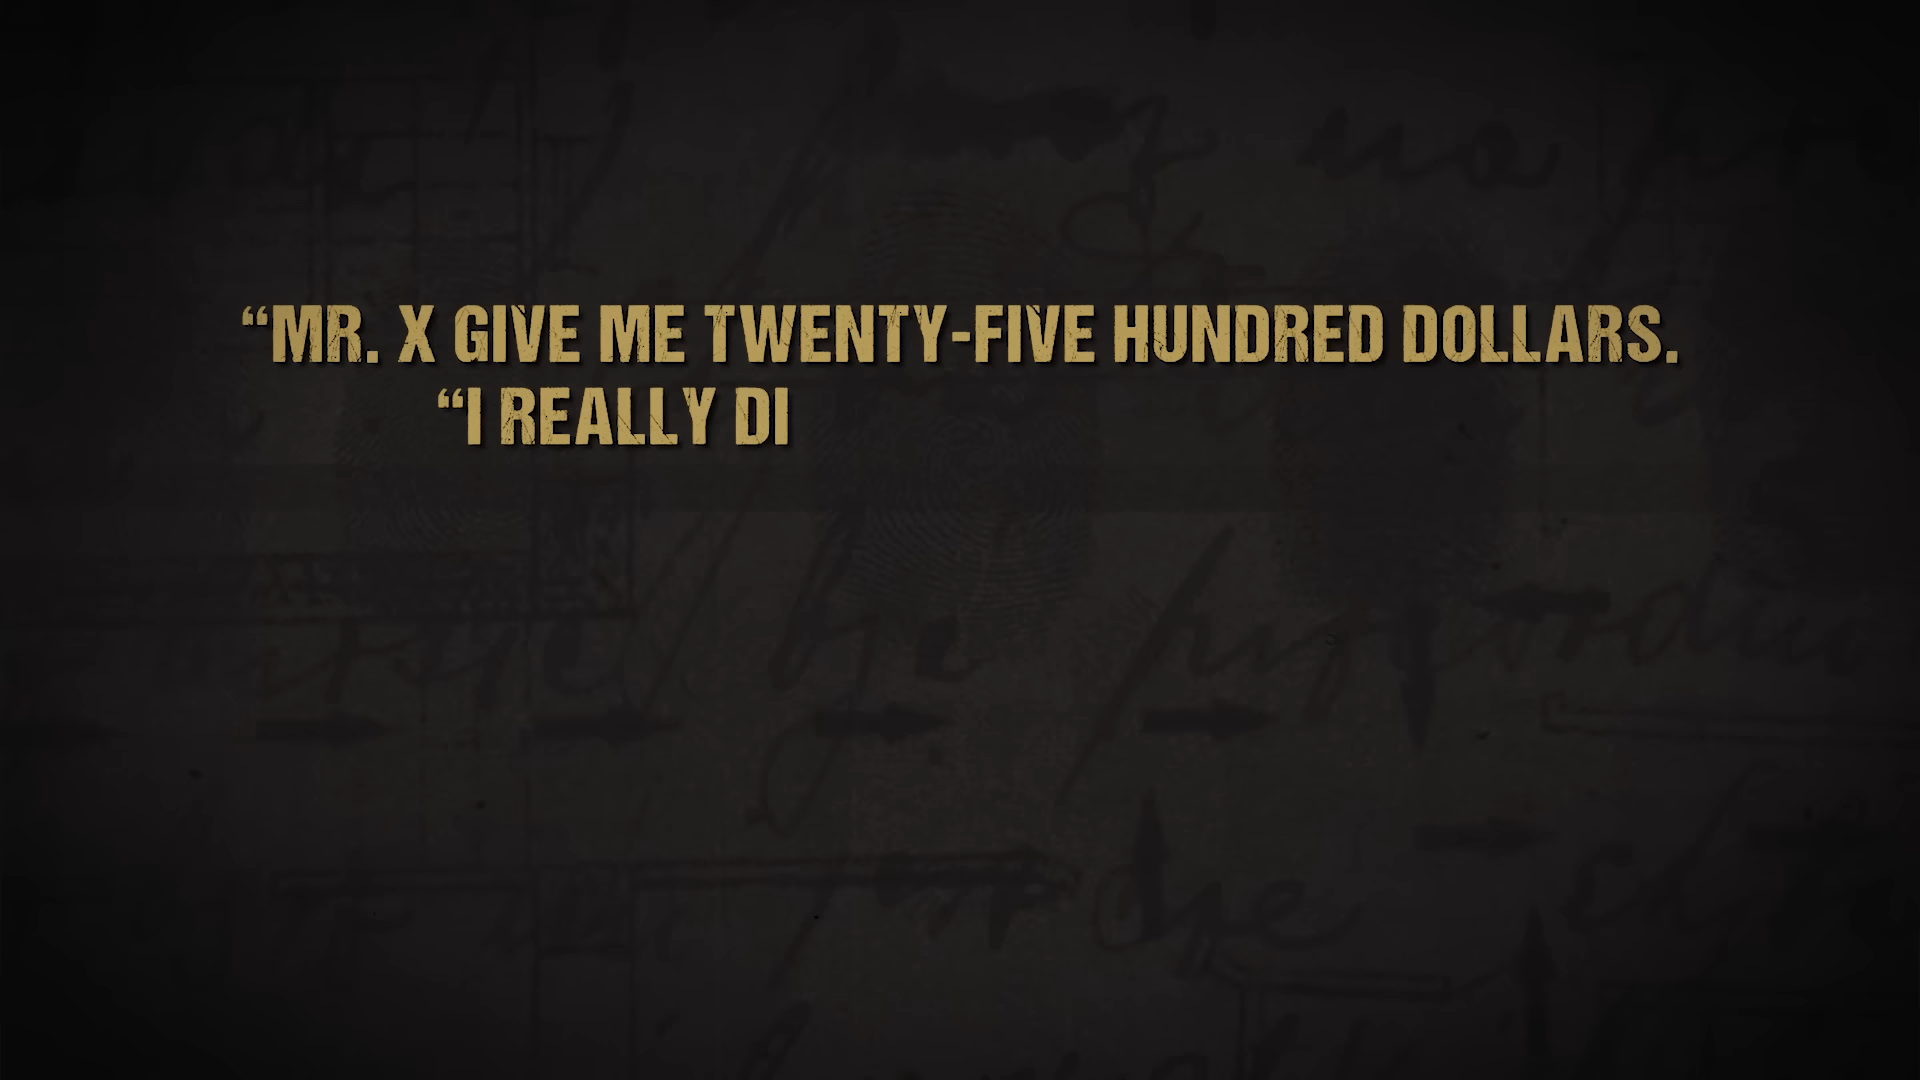 “MR. X GIVE ME TWENTY-FIVE HUNDRED DOLLARS.
“I REALLY DI